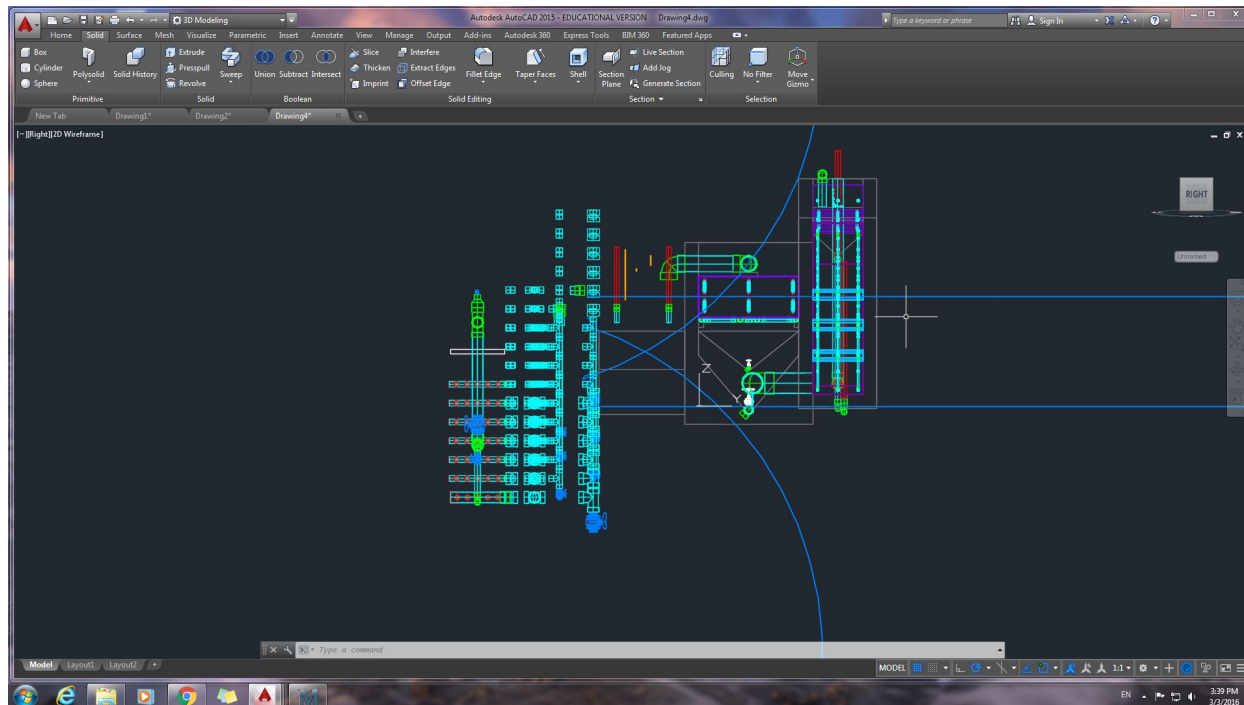 3D Modeling
Autodesk AutoCAD 2015 - EDUCATIONAL VERSION Drawing4.dwg
Type a keyword or phrase
Sign In
Home Solid Surface Mesh Visualize Parametric Insert Annotate View Manage Output Add-ins Autodesk 360 Express Tools BIM 360 Featured Apps
Box Extrude Slice Interfere Live Section
Cylinder Presspull Thicken Extract Edges Add Jog
Sphere Revolve Imprint Offset Edge Generate Section
Polysolid Solid History Sweep Union Subtract Intersect Fillet Edge Taper Faces Shell Section Plane Culling No Filter Move Gizmo
Primitive Solid Boolean Solid Editing Section Selection
New Tab Drawing1* Drawing2* Drawing4*
[−][Right][2D Wireframe]
RIGHT
Unnamed
Z
Y
Type a command
Model Layout1 Layout2
MODEL 1:1
EN 3:39 PM
3/3/2016